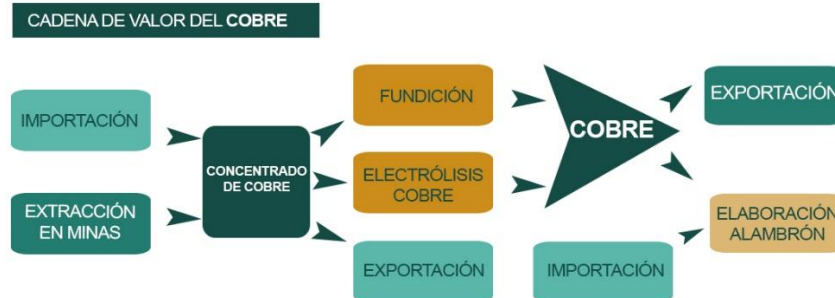 CADENA DE VALOR DEL COBRE
IMPORTACIÓN
EXTRACCIÓN
EN MINAS
CONCENTRADO
DE COBRE
FUNDICIÓN
ELECTRÓLISIS
COBRE
EXPORTACIÓN
COBRE
IMPORTACIÓN
EXPORTACIÓN
ELABORACIÓN
ALAMBRÓN